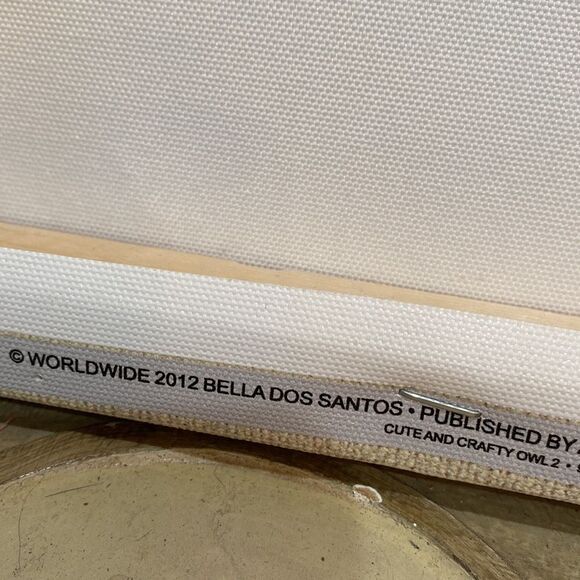 © WORLDWIDE 2012 BELLA DOS SANTOS • PUBLISHED BY
CUTE AND CRAFTY OWL 2 •